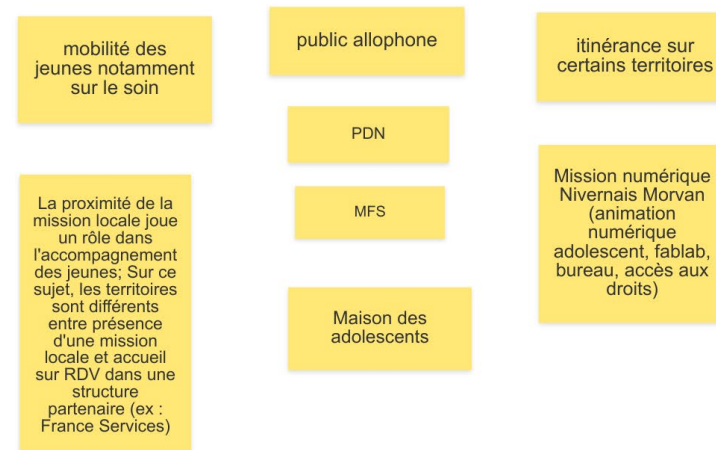 mobilité des
jeunes notamment
sur le soin
public allophone
itinérance sur
certains territoires
PDN
MFS
La proximité de la
mission locale joue
un rôle dans
l'accompagnement
des jeunes; Sur ce
sujet, les territoires
sont différents
entre présence
d'une mission
locale et accueil
sur RDV dans une
structure
partenaire (ex :
France Services)
Maison des
adolescents
Mission numérique
Nivernais Morvan
(animation
numérique
adolescent, fablab,
bureau, accès aux
droits)